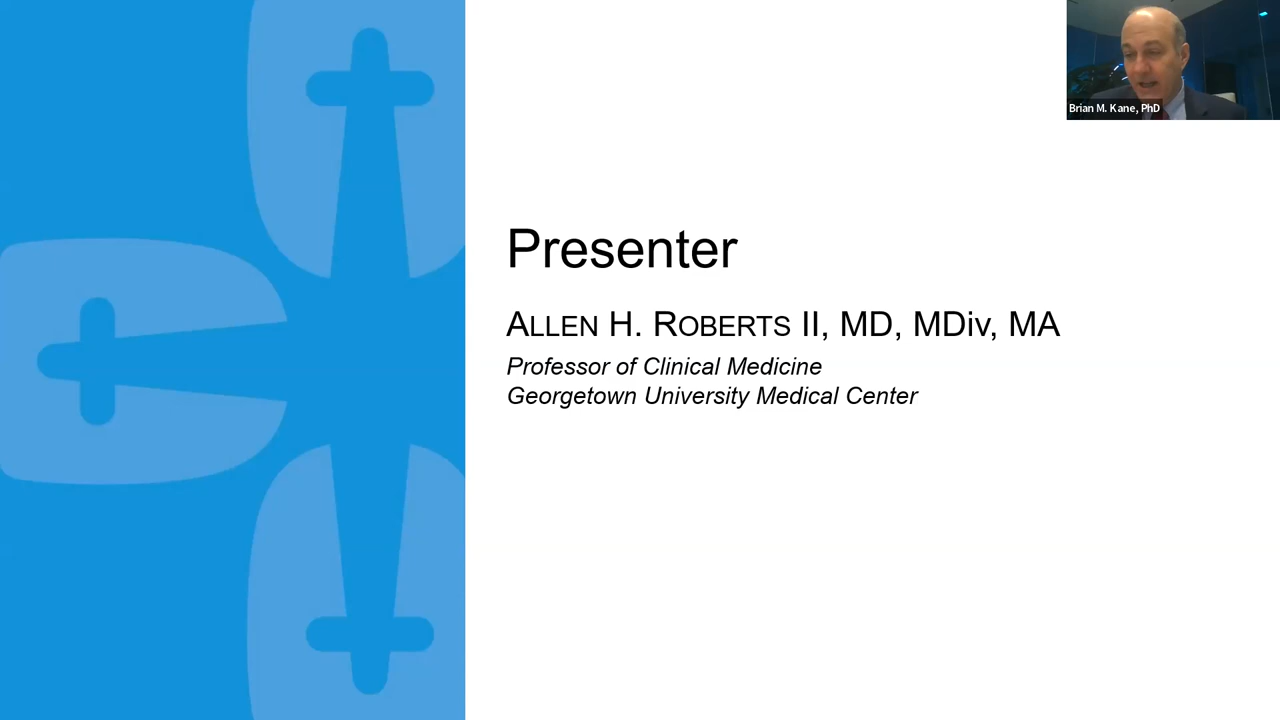 Brian M. Kane, PhD
Presenter
ALLEN H. ROBERTS II, MD, MDiv, MA
Professor of Clinical Medicine
Georgetown University Medical Center